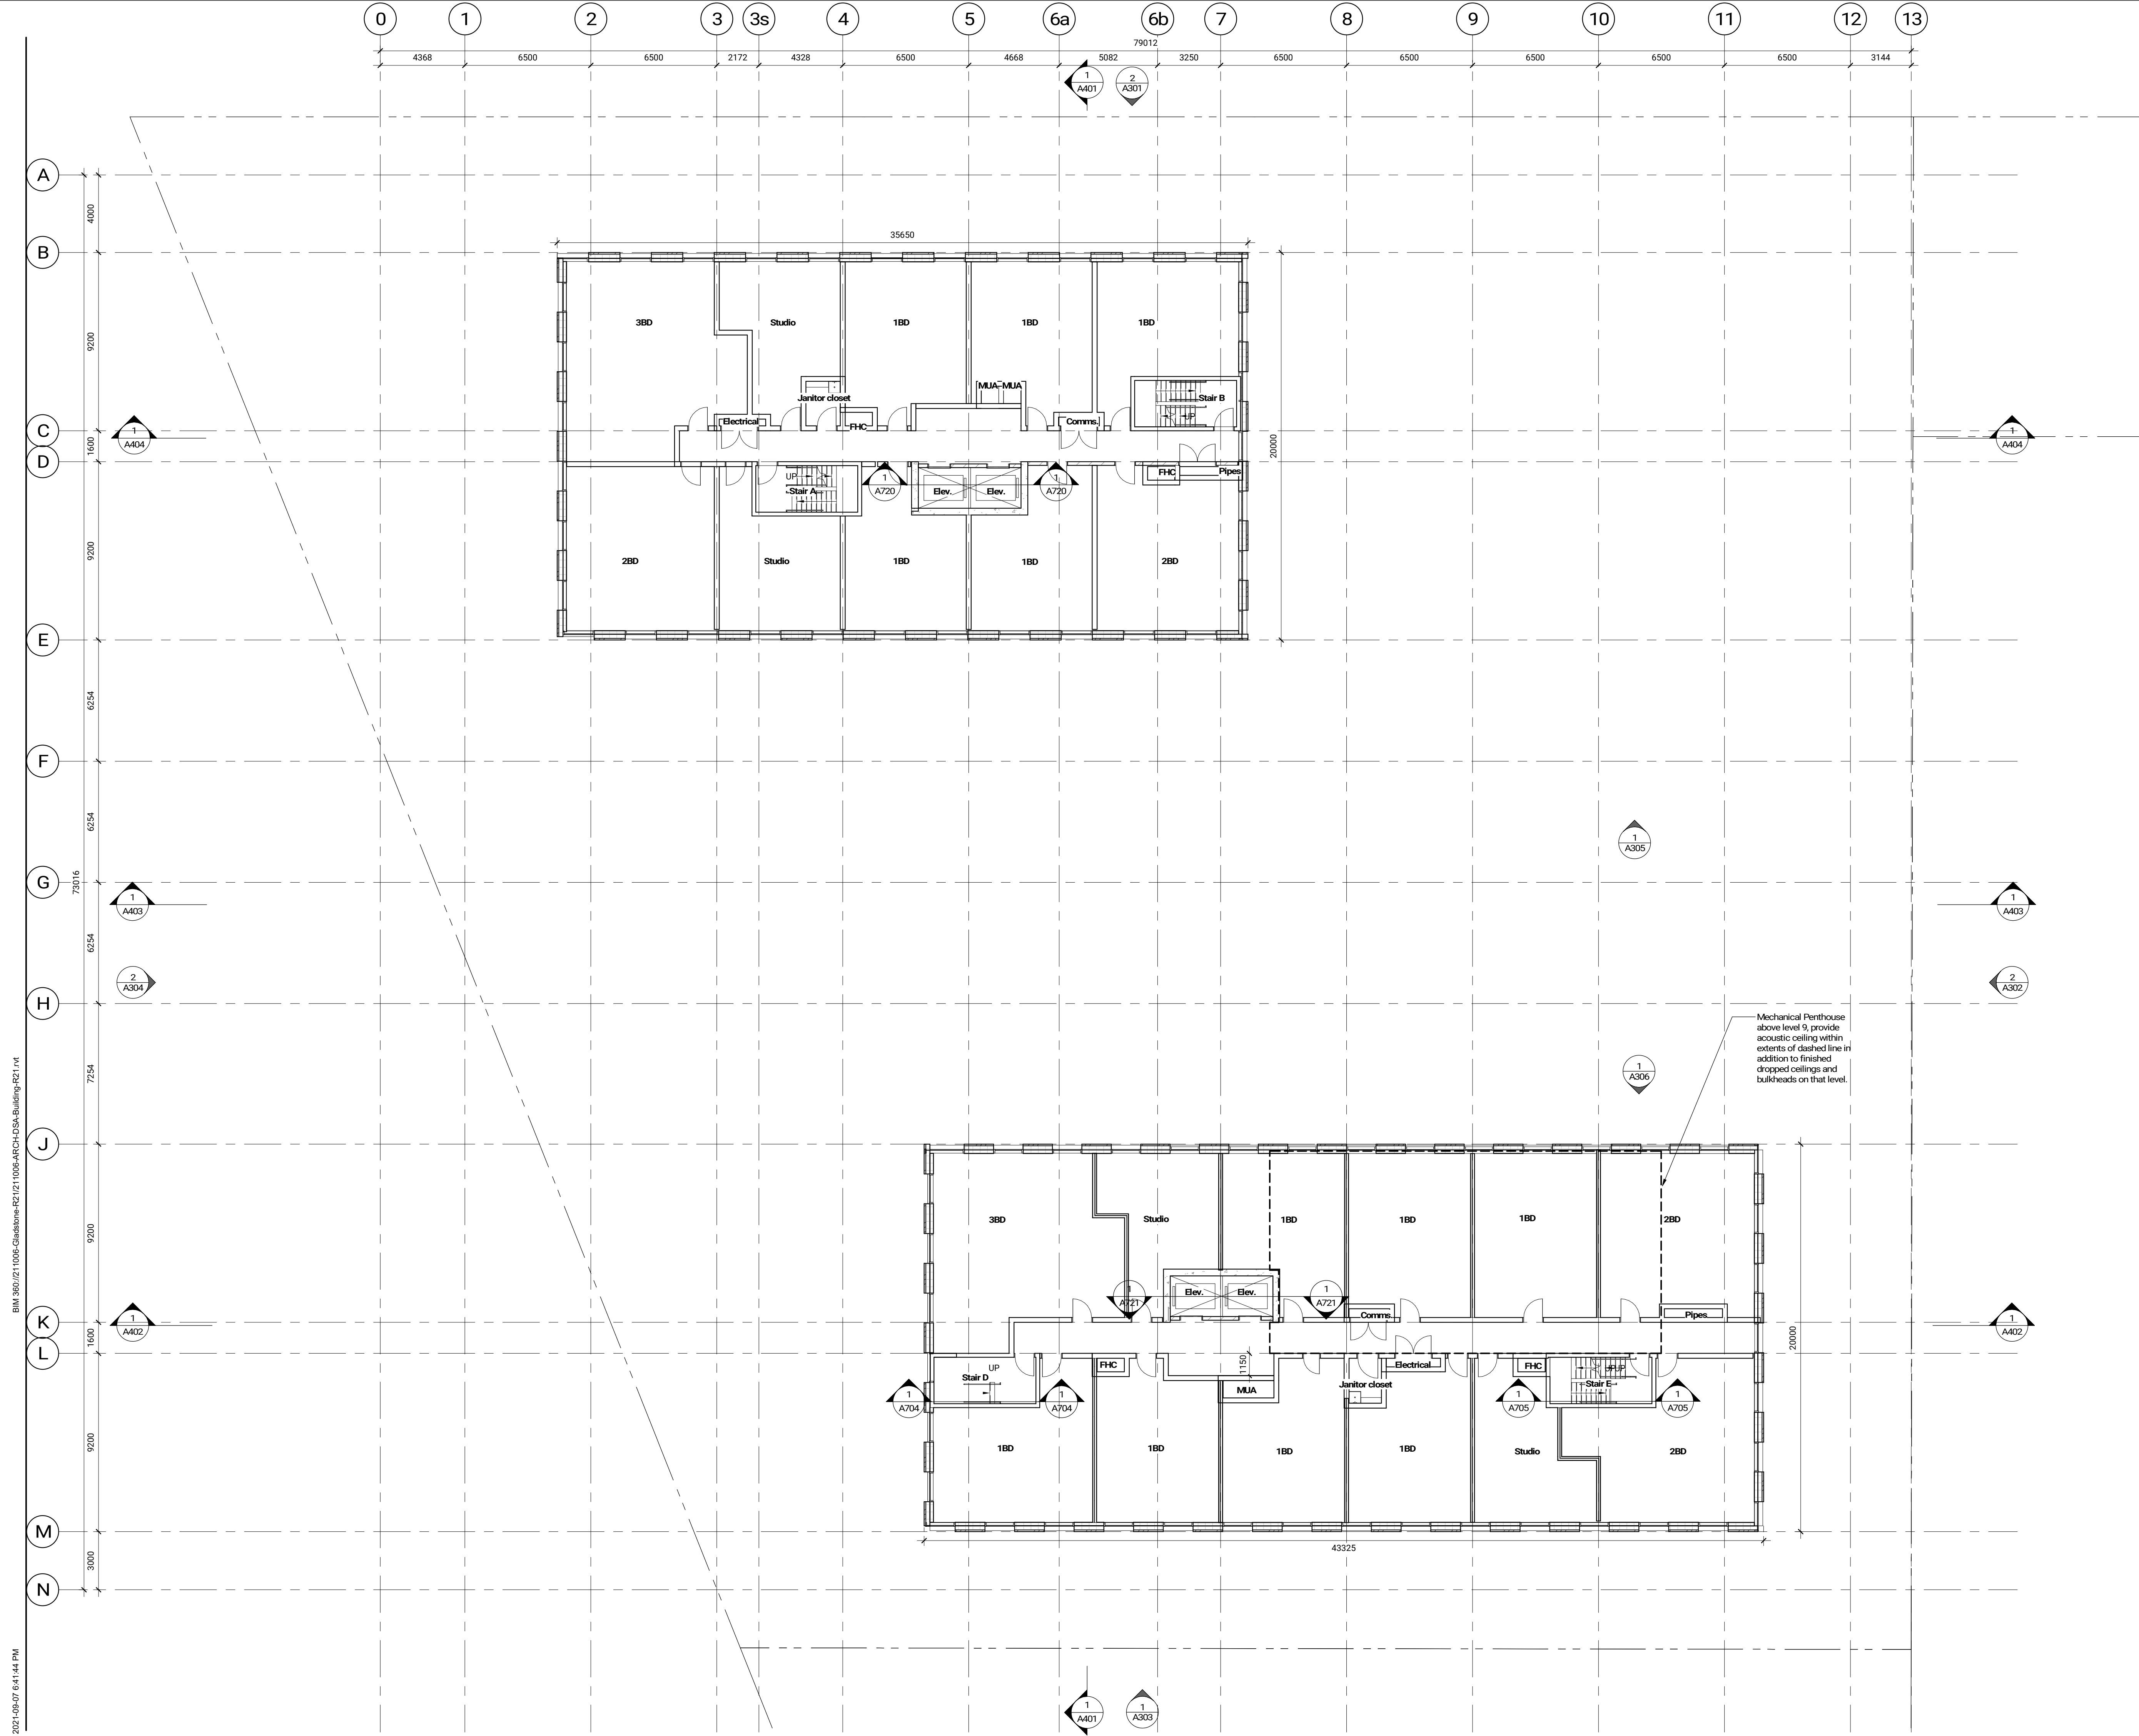 0 1 2 3 3s 4 5 6a 6b 7 8 9 10 11 12 13
79012
4368 6500 6500 2172 4328 6500 4668 5082 3250 6500 6500 6500 6500 6500 6500 3144
1
A401
2
A301
A
4000
B
35650
9200
3BD Studio 1BD 1BD 1BD
MUA MUA
Janitor closet Stair B
UP
Electrical FHC Comms.
C
1
A404
1
A404
1600
20000
D
UP FHC Pipes
Stair A
1
A720
Elev. Elev.
1
A720
9200
2BD Studio 1BD 1BD 2BD
E
6254
F
6254
1
A305
G
73016
1
A403
1
A403
6254
2
A304
2
A302
H
Mechanical Penthouse
above level 9, provide
acoustic ceiling within
extents of dashed line in
addition to finished
dropped ceilings and
bulkheads on that level.
7254
1
A306
J
9200
3BD Studio 1BD 1BD 1BD 2BD
Elev. Elev.
1
A721
1
A721
Comms. Pipes
K
1
A402
1
A402
1600
20000
L
UP FHC 1150 Electrical FHC UP UP
Stair D MUA Janitor closet Stair E
1
A704
1
A704
1
A705
1
A705
9200
1BD 1BD 1BD 1BD Studio 2BD
M
43325
3000
N
1
A401
1
A303
BIM 360://211006-Gladstone-R21/211006-ARCH-DSA-Building-R21.rvt
2021-09-07 6:41:44 PM